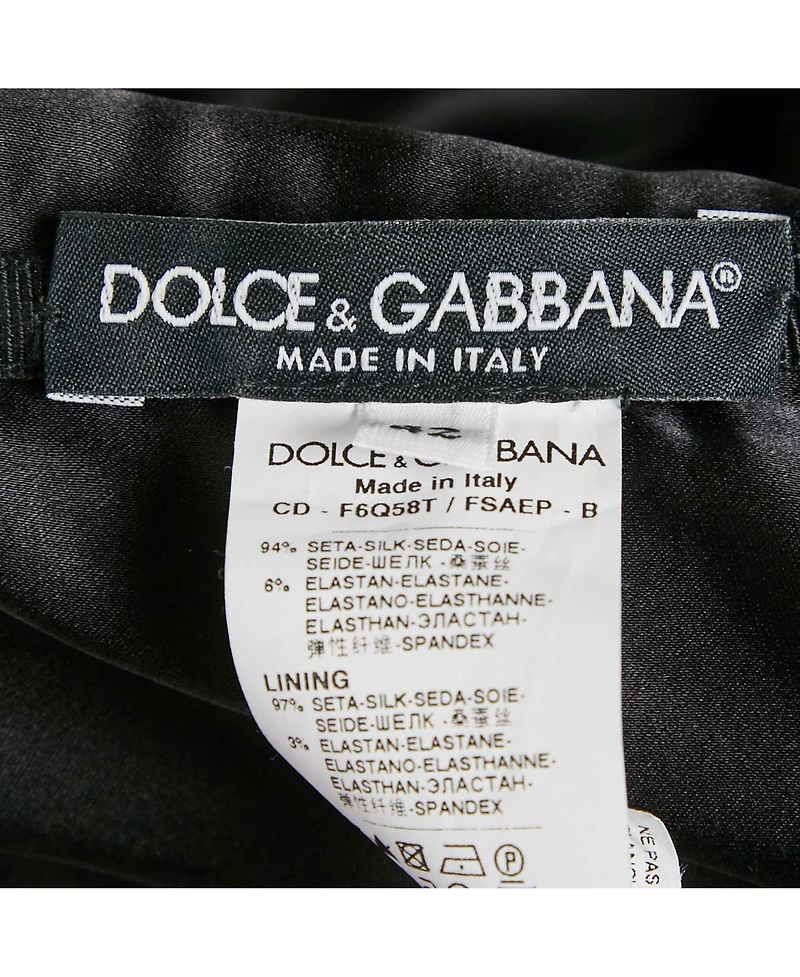 DOLCE & GABBANA®
MADE IN ITALY
42
DOLCE & G BANA
Made in Italy
CD - F6Q58T / FSAEP - B
94% SETA-SILK-SEDA-SOIE-
SEIDE-ШЕЛК -桑蚕丝
6% ELASTAN-ELASTANE-
ELASTANO-ELASTHANNE-
ELASTHAN-ЭЛАСТАН-
弹性纤维-SPANDEX
LINING
97% SETA-SILK-SEDA-SOIE-
SEIDE-ШЕЛК -桑蚕丝
3% ELASTAN-ELASTANE-
ELASTANO-ELASTHANNE-
ELASTHAN-ЭЛАСТАН-
弹性纤维-SPANDEX
P
NE PAS